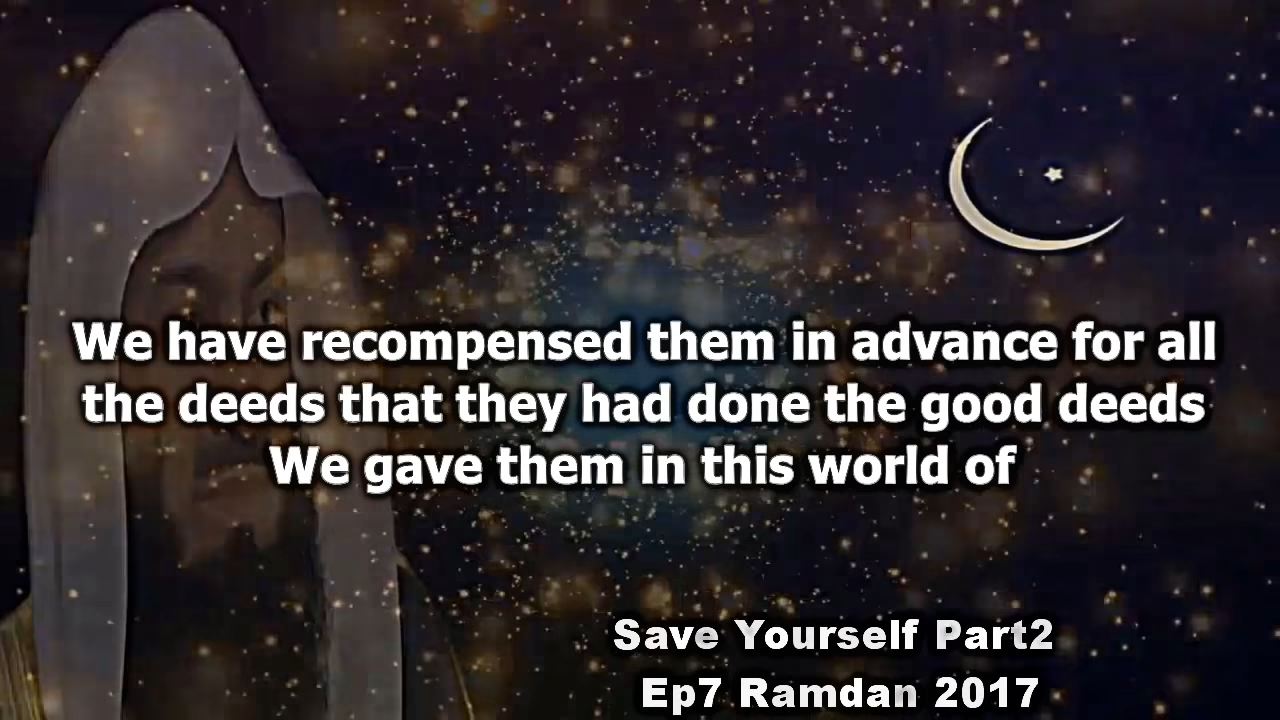 We have recompensed them in advance for all
the deeds that they had done the good deeds
We gave them in this world of
Save Yourself Part2
Ep7 Ramdan 2017